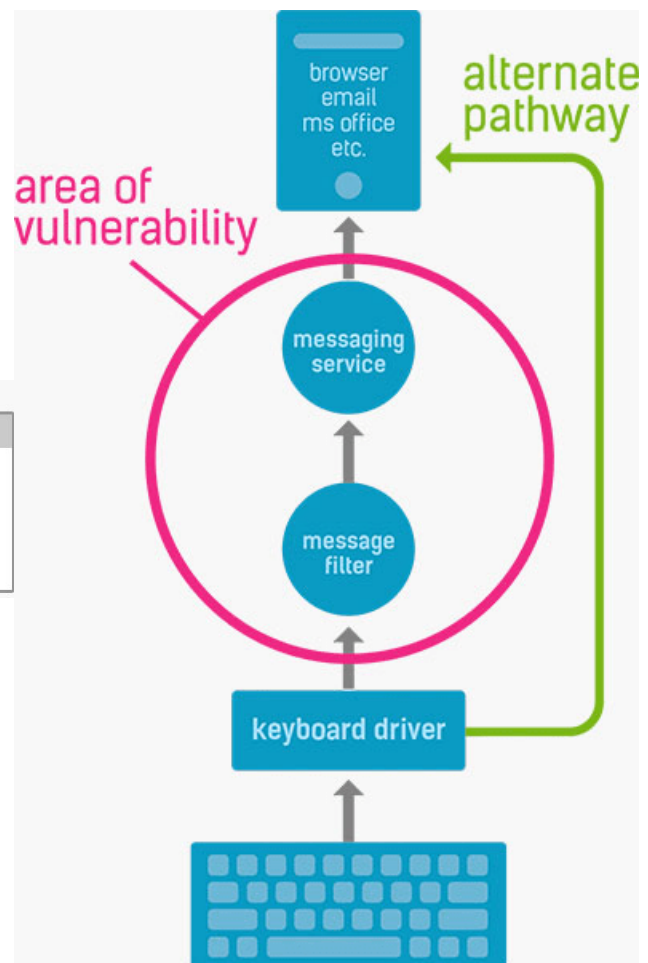 browser
email
ms office
etc.
alternate
pathway
area of
vulnerability
messaging
service
message
filter
keyboard driver